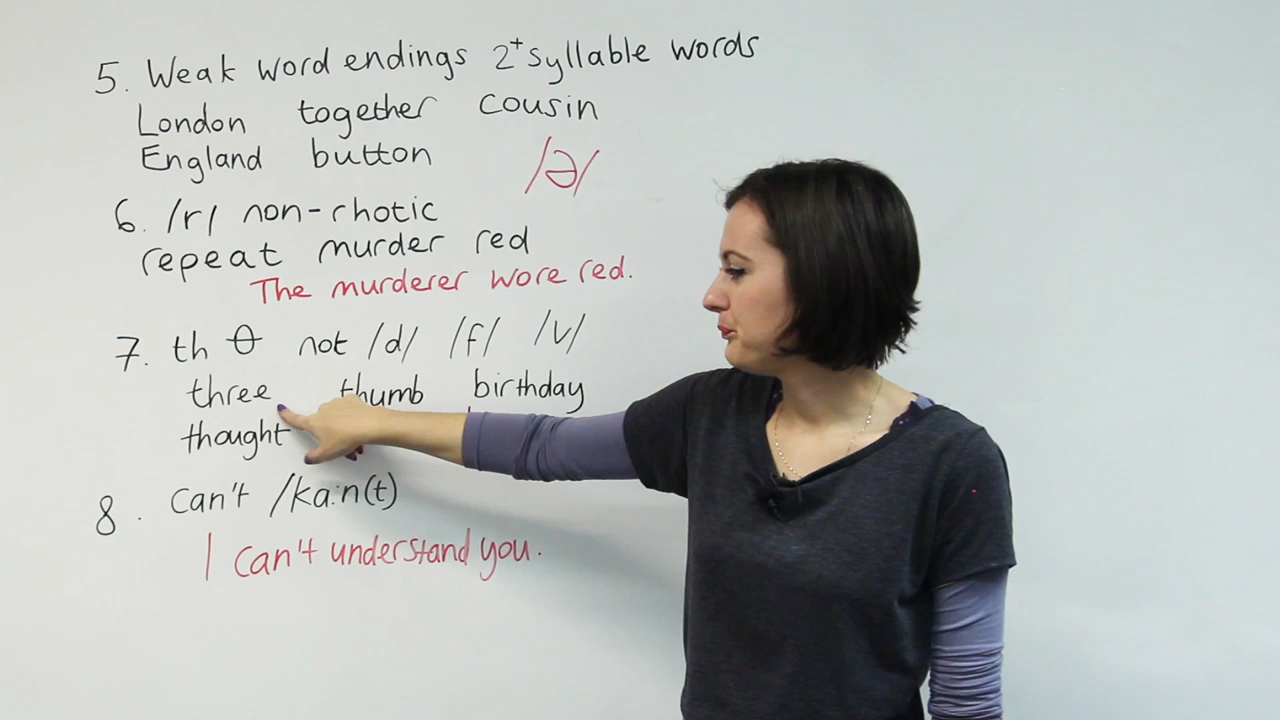 5. Weak word endings 2+ syllable words
London together cousin
England button /ə/
6. /r/ non-rhotic
repeat murder red
The murderer wore red.
7. th θ not /d/ /f/ /v/
three thumb birthday
thought
8. can't /ka:n(t)
I can't understand you.